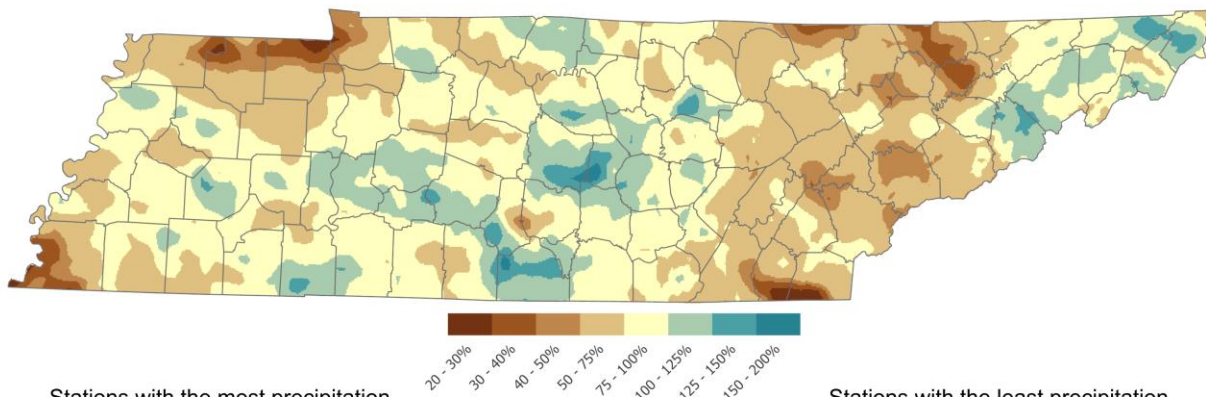 20 - 30%
30 - 40%
40 - 50%
50 - 75%
75 - 100%
100 - 125%
125 - 150%
150 - 200%
Stations with the most precipitation
Stations with the least precipitation